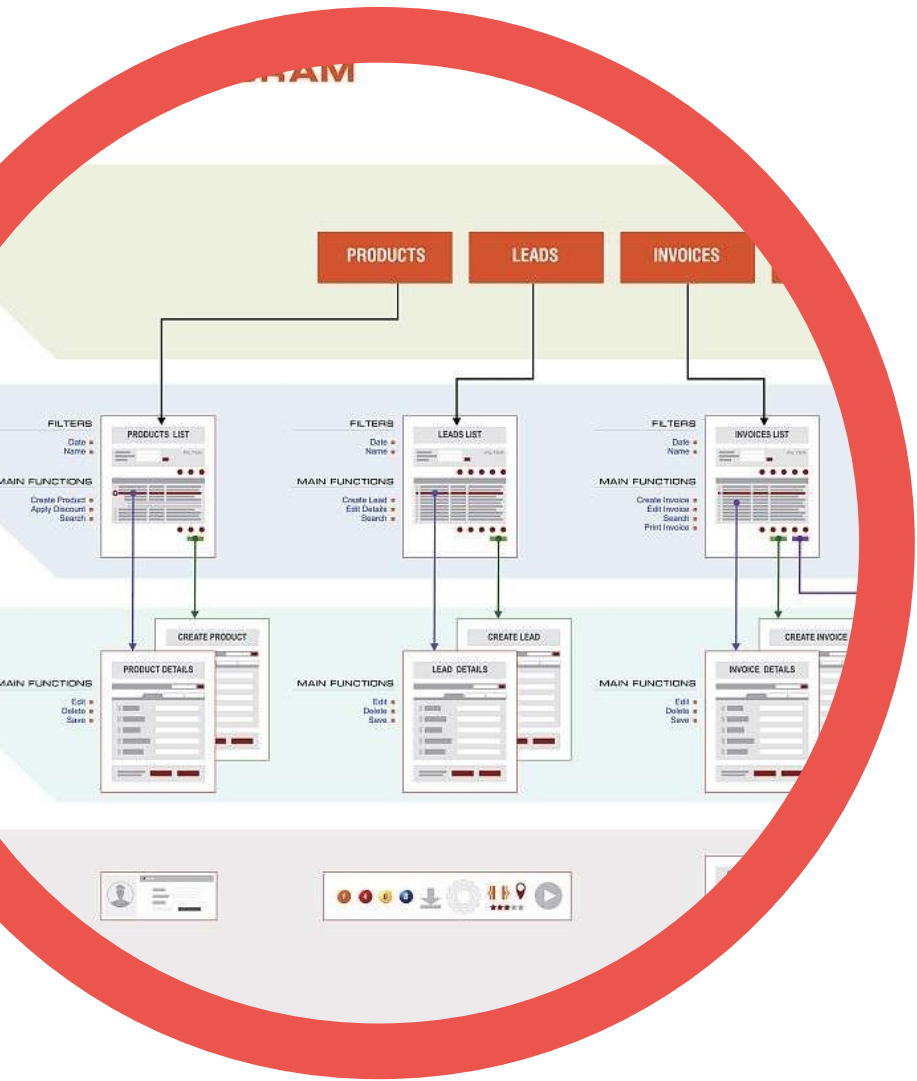 PRODUCTS
LEADS
INVOICES
FILTERS
Date
Name
MAIN FUNCTIONS
Create Product
Apply Discount
Search
PRODUCTS LIST
FILTER
FILTERS
Date
Name
MAIN FUNCTIONS
Create Lead
Edit Details
Search
LEADS LIST
FILTER
FILTERS
Date
Name
MAIN FUNCTIONS
Create Invoice
Edit Invoice
Search
Print Invoice
INVOICES LIST
FILTER
CREATE PRODUCT
PRODUCT DETAILS
MAIN FUNCTIONS
Edit
Delete
Save
CREATE LEAD
LEAD DETAILS
MAIN FUNCTIONS
Edit
Delete
Save
CREATE INVOICE
INVOICE DETAILS
MAIN FUNCTIONS
Edit
Delete
Save